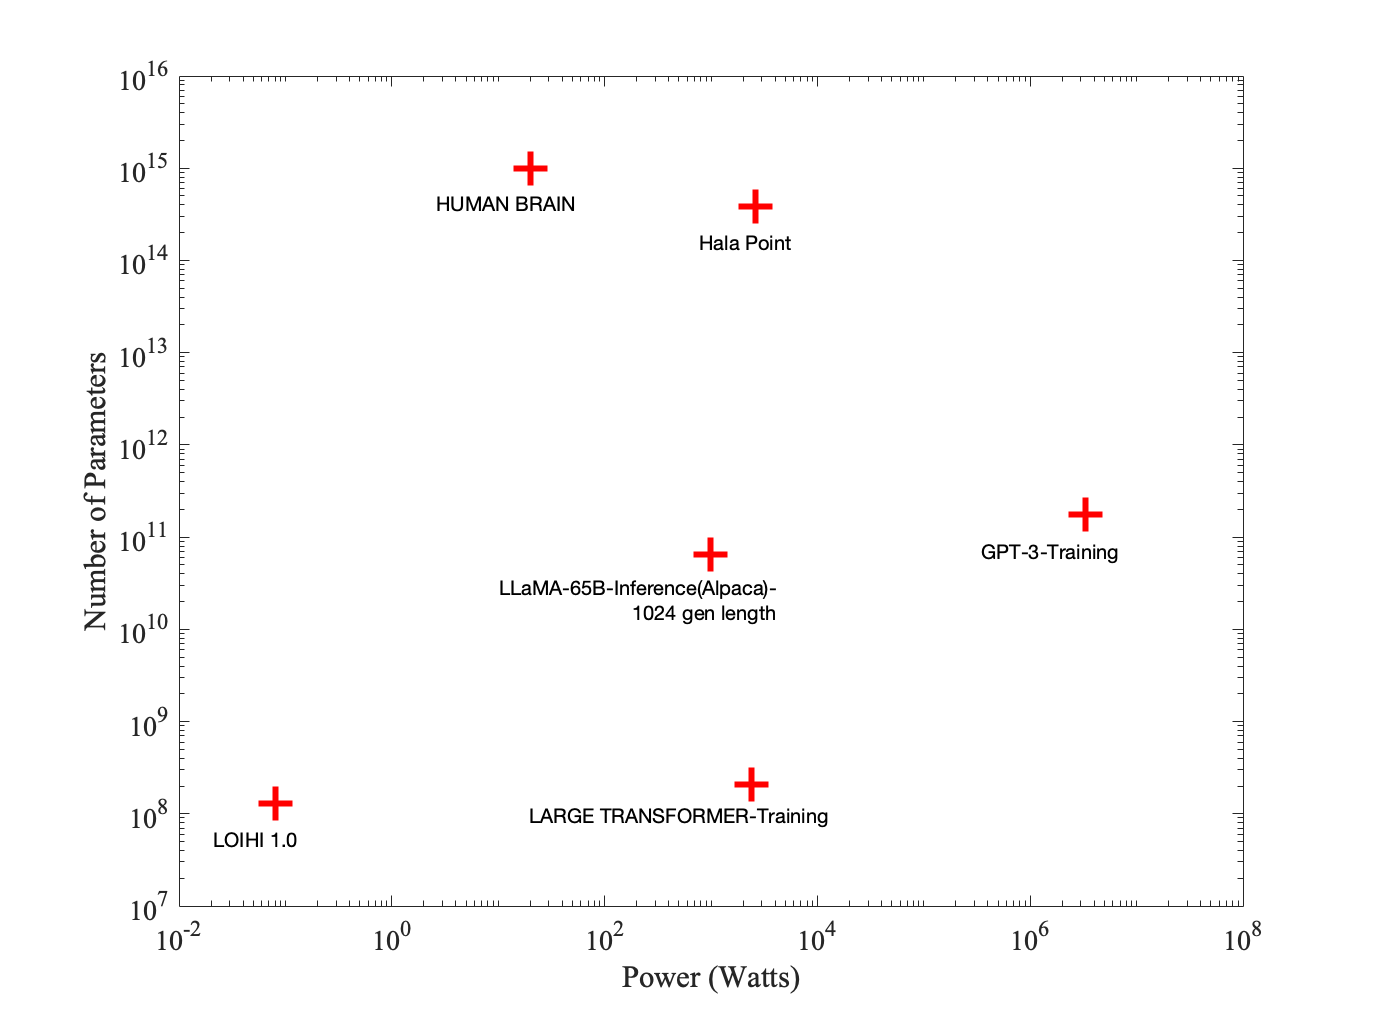 10^16
10^15
HUMAN BRAIN
Hala Point
10^14
10^13
10^12
10^11
GPT-3-Training
LLaMA-65B-Inference(Alpaca)-
1024 gen length
10^10
10^9
10^8
LARGE TRANSFORMER-Training
LOIHI 1.0
10^7
Number of Parameters
10^-2 10^0 10^2 10^4 10^6 10^8
Power (Watts)